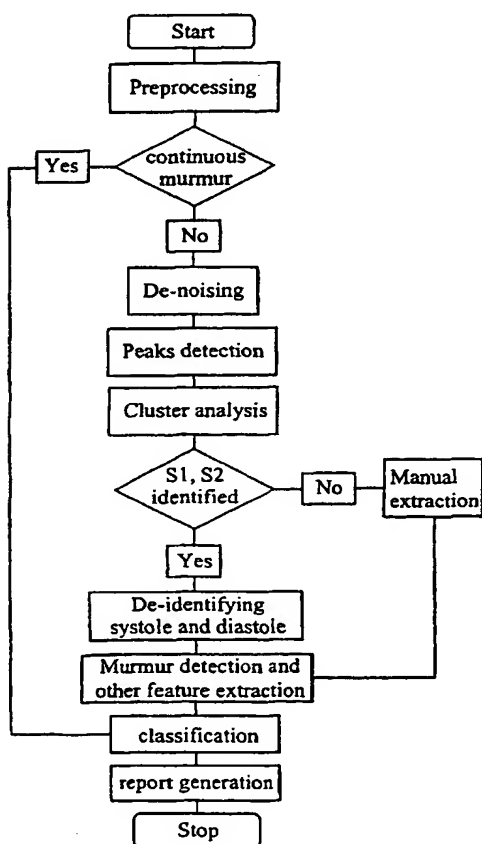 Start
Preprocessing
Yes
continuous
murmur
No
De-noising
Peaks detection
Cluster analysis
S1, S2
identified
No
Manual
extraction
Yes
De-identifying
systole and diastole
Murmur detection and
other feature extraction
classification
report generation
Stop